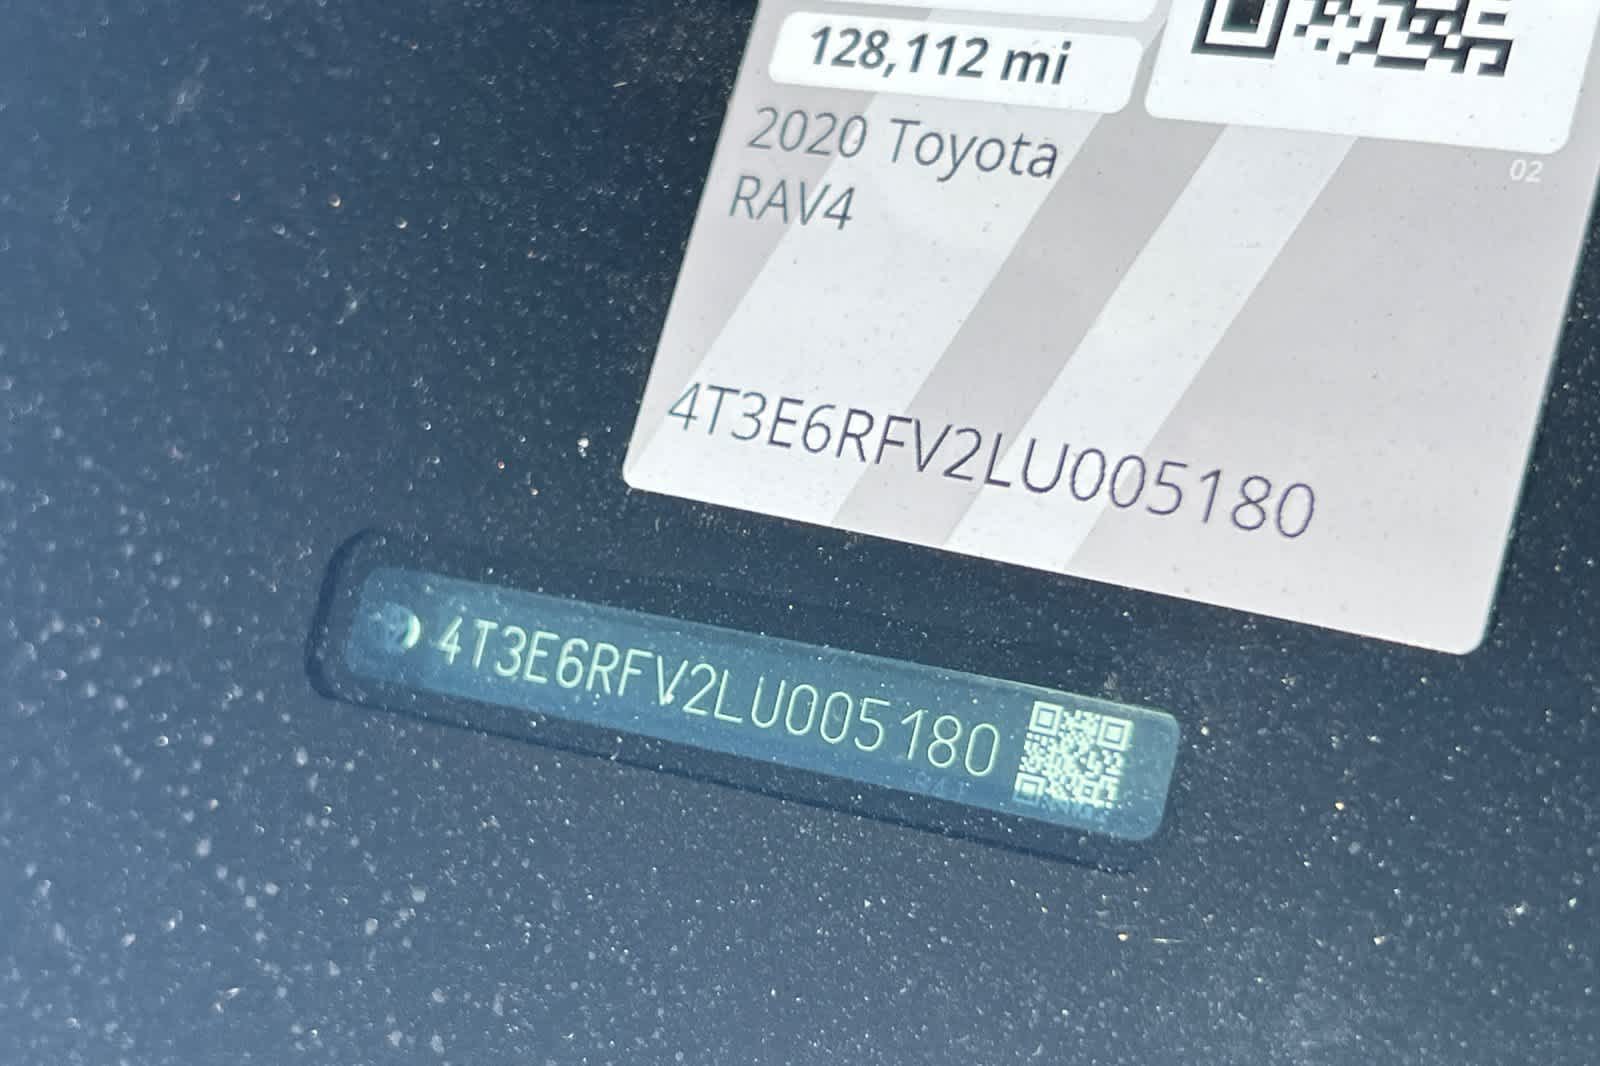 128,112 mi
2020 Toyota
RAV4
02
4T3E6RFV2LU005180
4T3E6RFV2LU005180